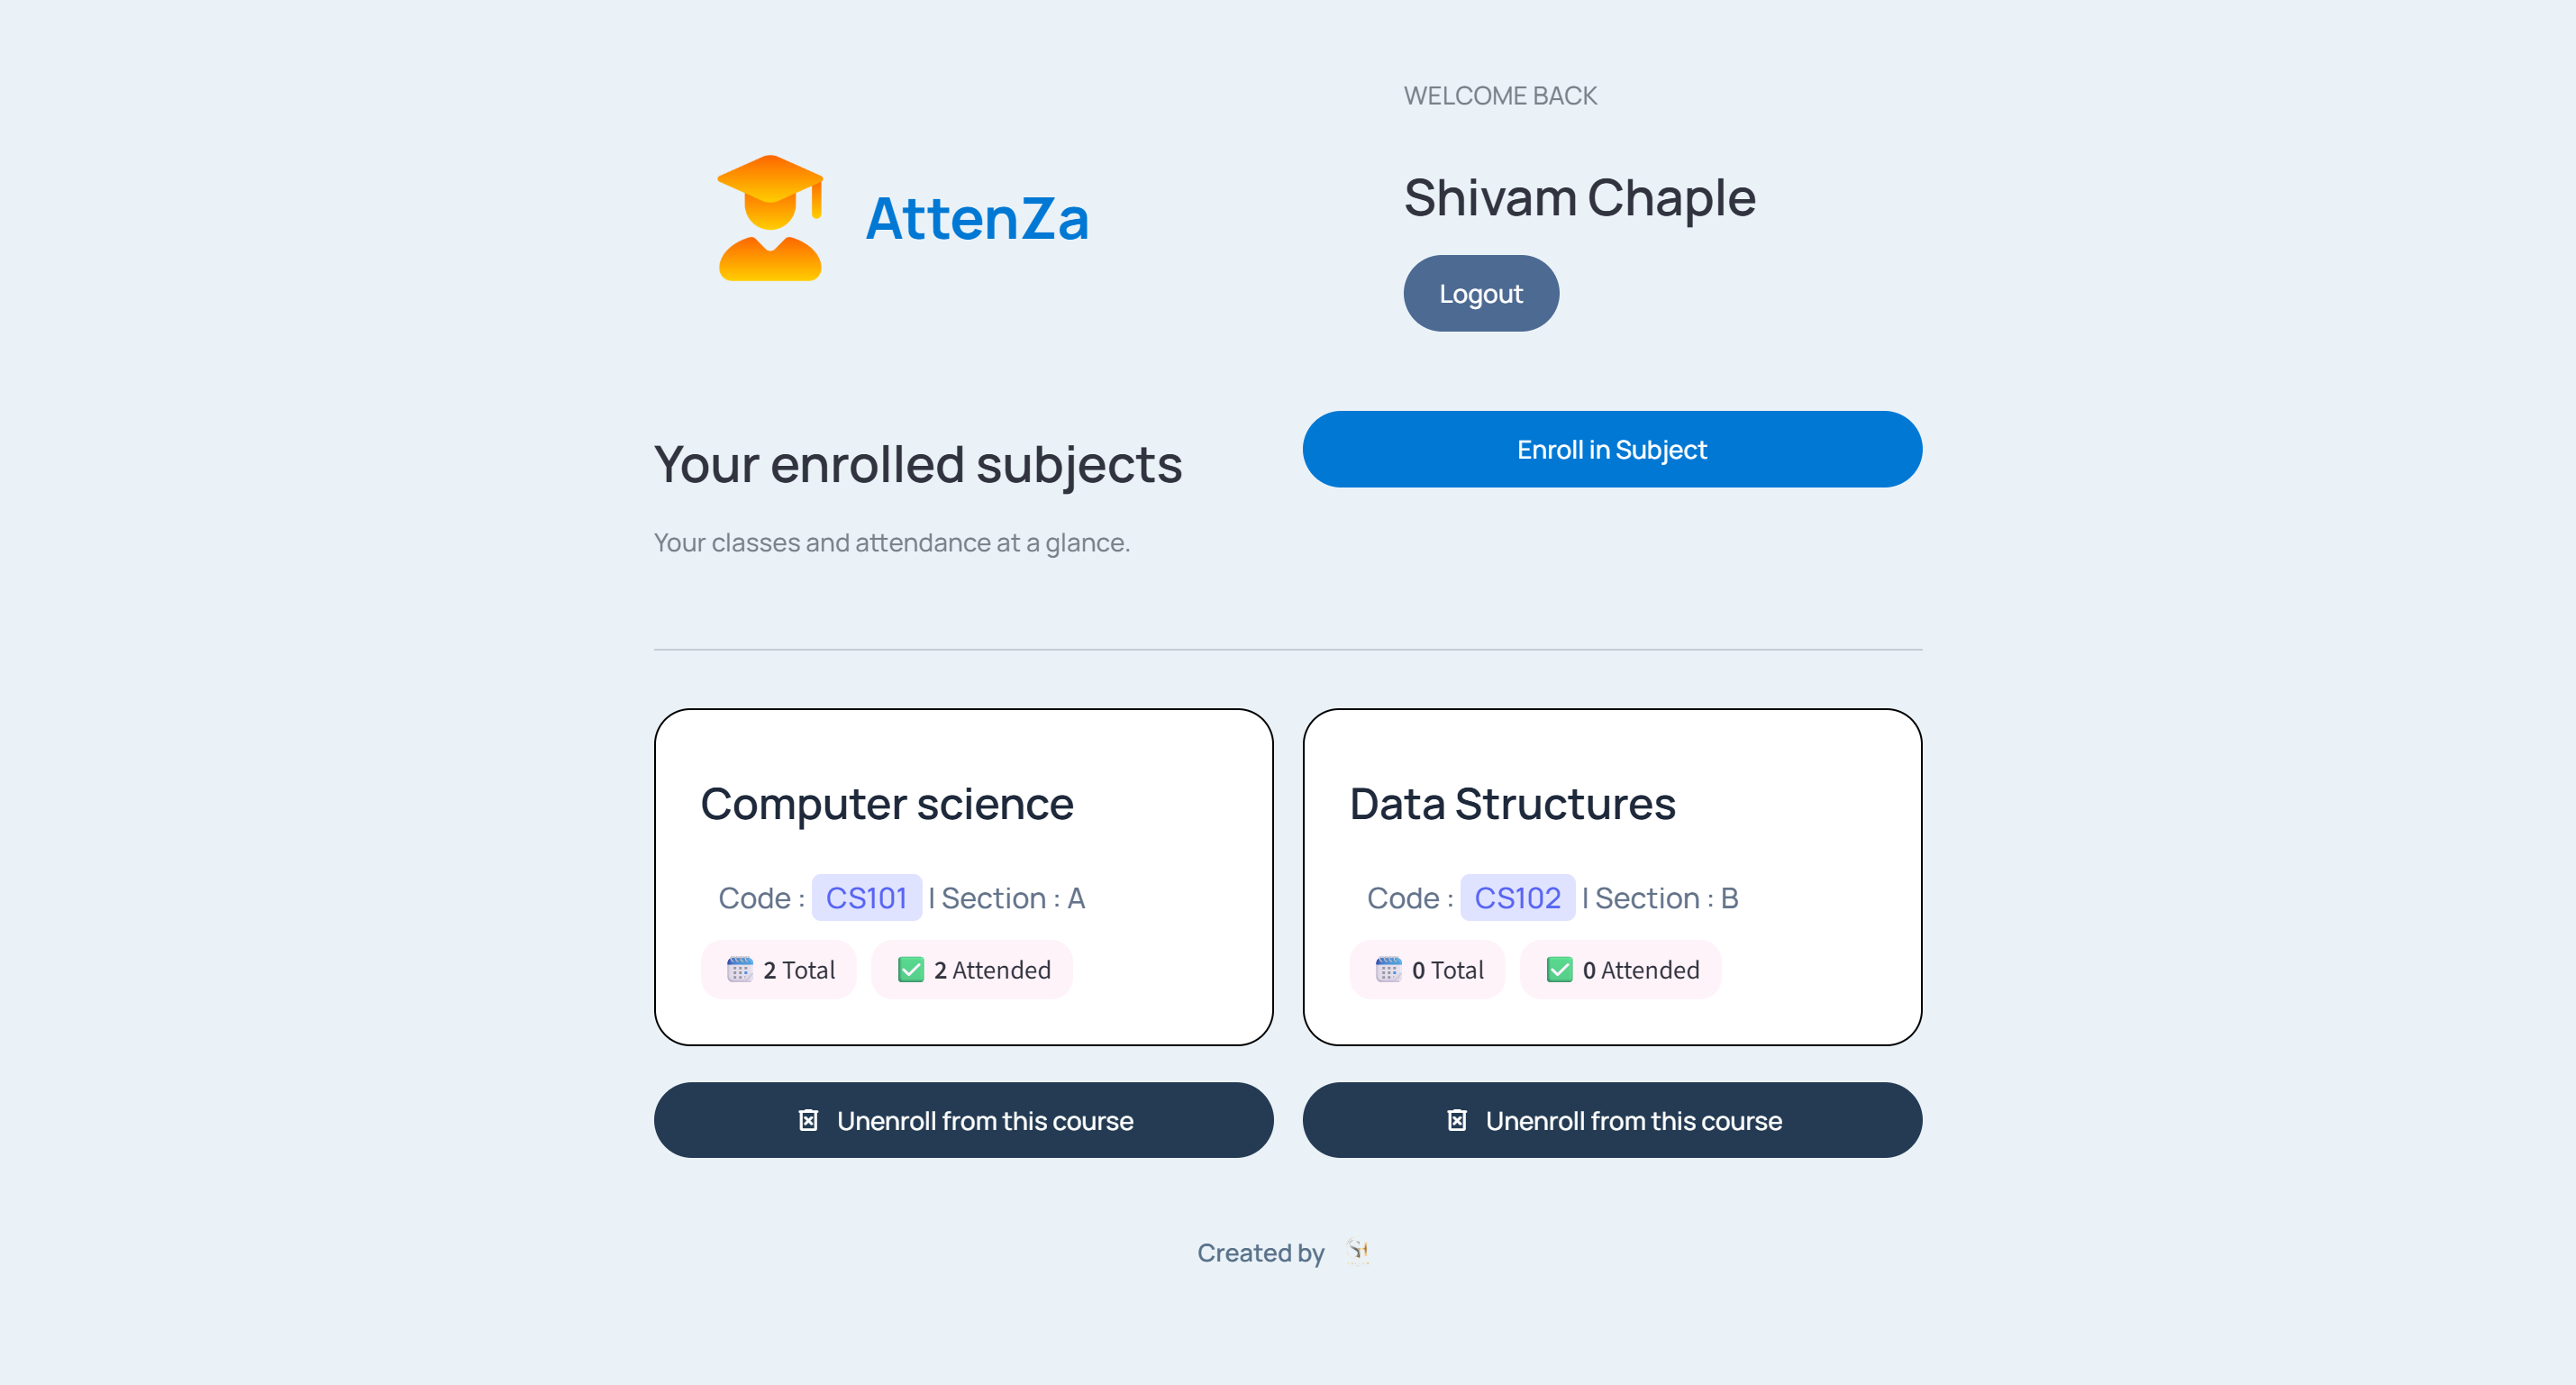 WELCOME BACK
AttenZa
Shivam Chaple
Logout
Your enrolled subjects
Enroll in Subject
Your classes and attendance at a glance.
Computer science
Code : CS101 | Section : A
2 Total 2 Attended
Data Structures
Code : CS102 | Section : B
0 Total 0 Attended
Unenroll from this course
Unenroll from this course
Created by